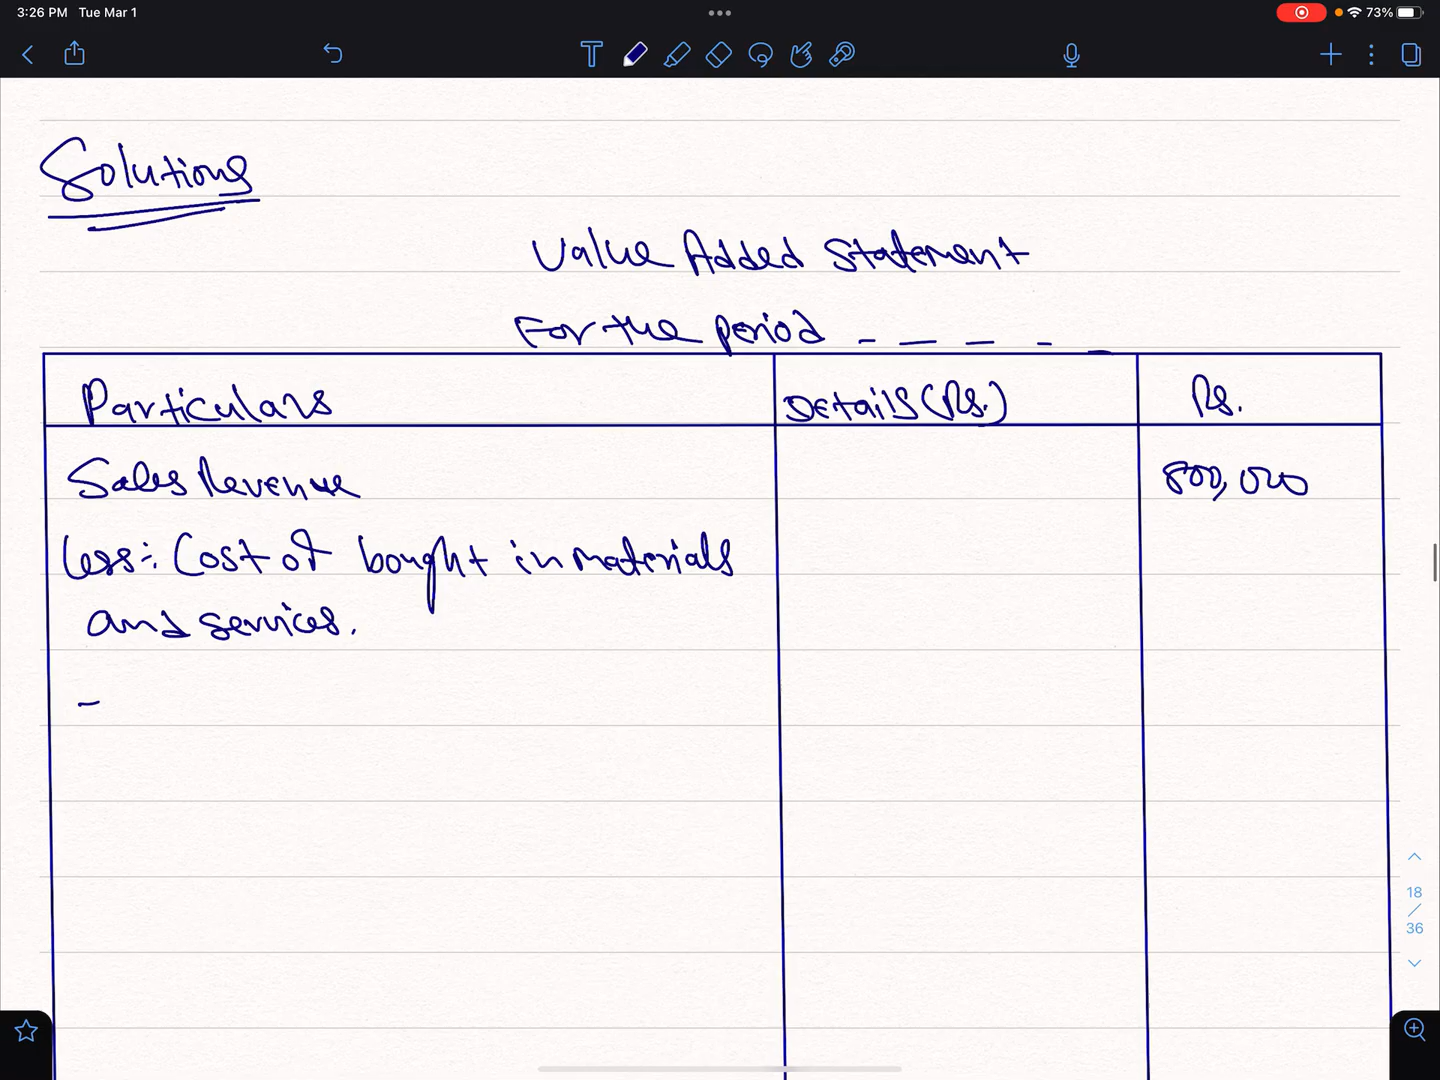 3:26 PM Tue Mar 1
73%
Solutions
Value Added Statement
For the period _ _ _ _ _
Particulars Details (Rs.) Rs.
Sales Revenue 800,000
Less: Cost of bought in materials
and services.
-
18
/
36